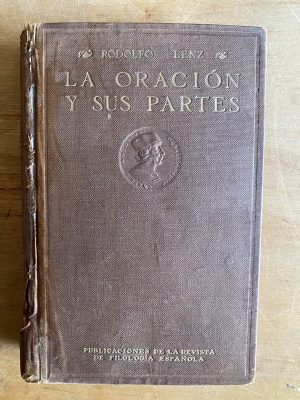 RODOLFO LENZ
LA ORACIÓN
Y SUS PARTES
PUBLICACIONES DE LA REVISTA
DE FILOLOGÍA ESPAÑOLA